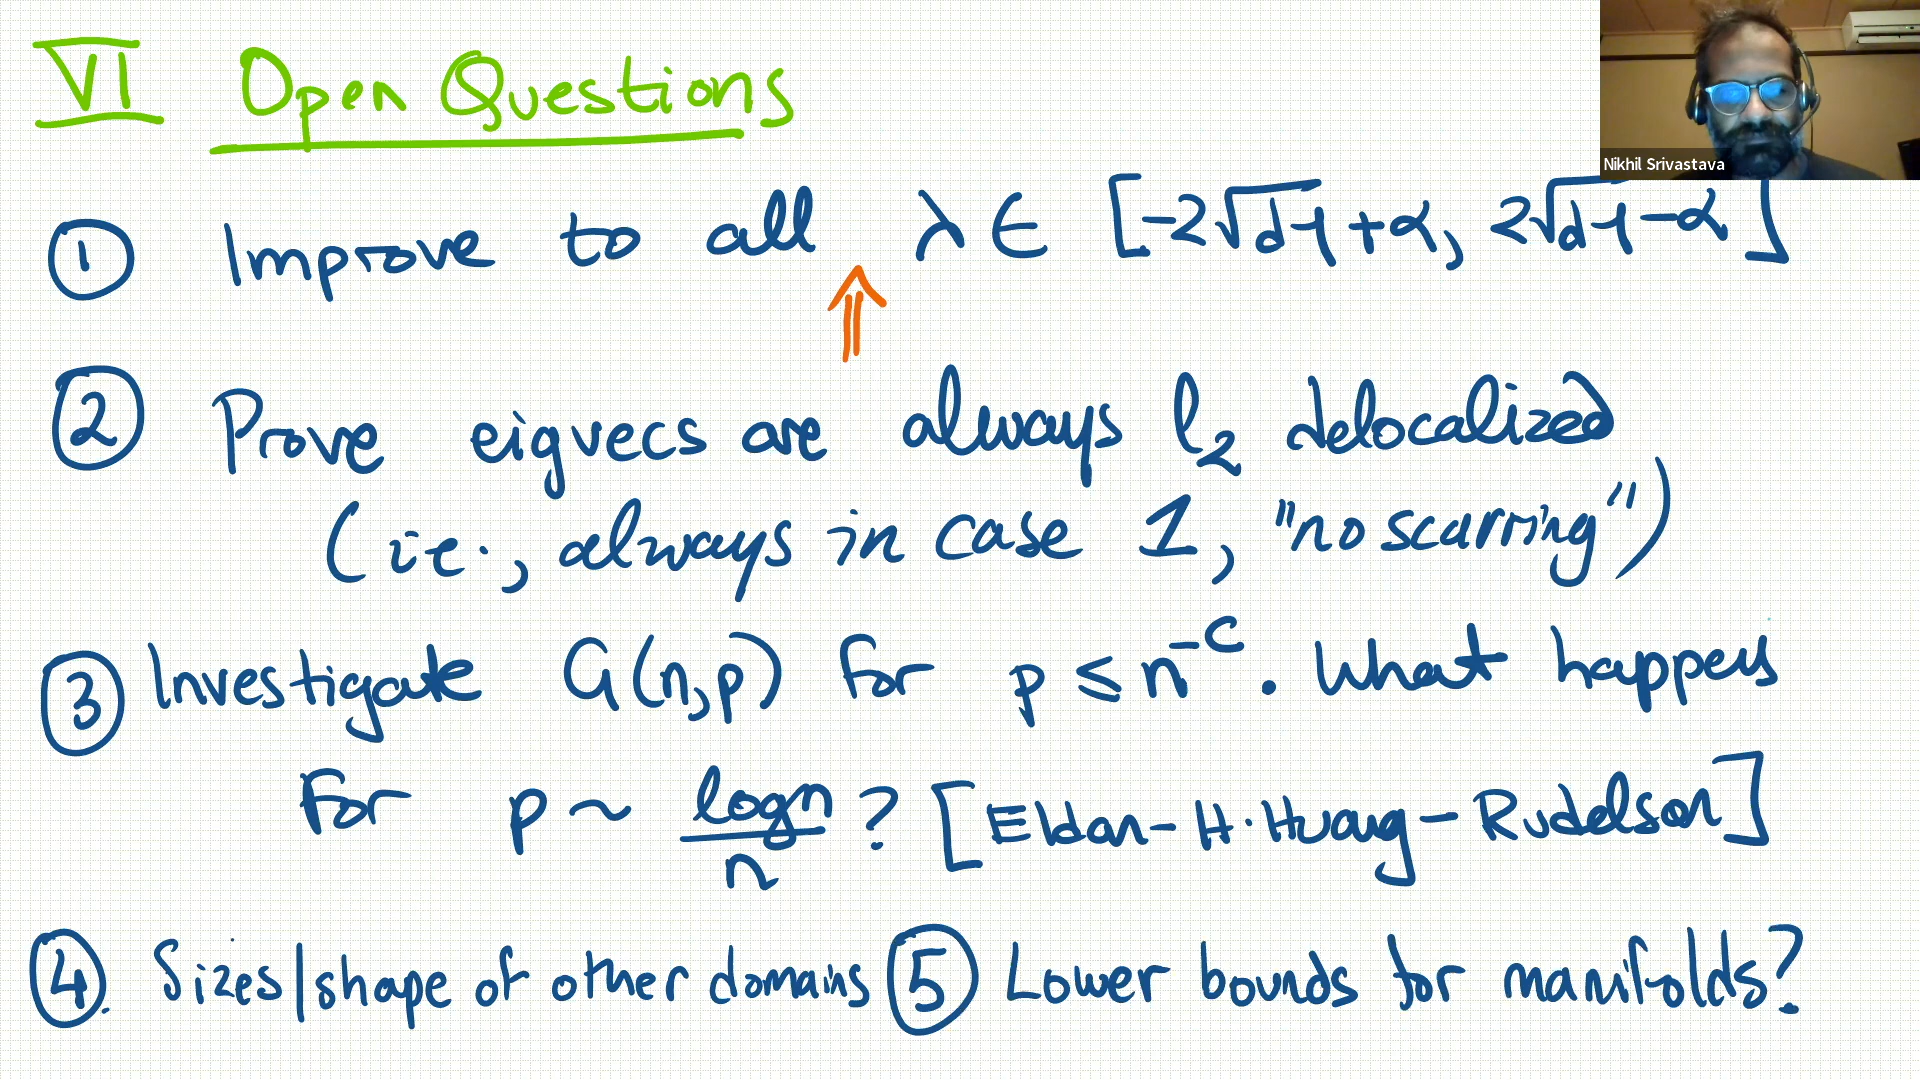 VI Open Questions
Nikhil Srivastava
① Improve to all λ ∈ [-2√d-1+α, 2√d-1-α]
② Prove eigvecs are always l₂ delocalized
(i.e., always in case 1, "no scarring")
③ Investigate G(n,p) for p ≤ n^-c. What happens
for p ~ log n / n ? [Eldan-H.Huang-Rudelson]
④. Sizes/shape of other domains ⑤ Lower bounds for manifolds?